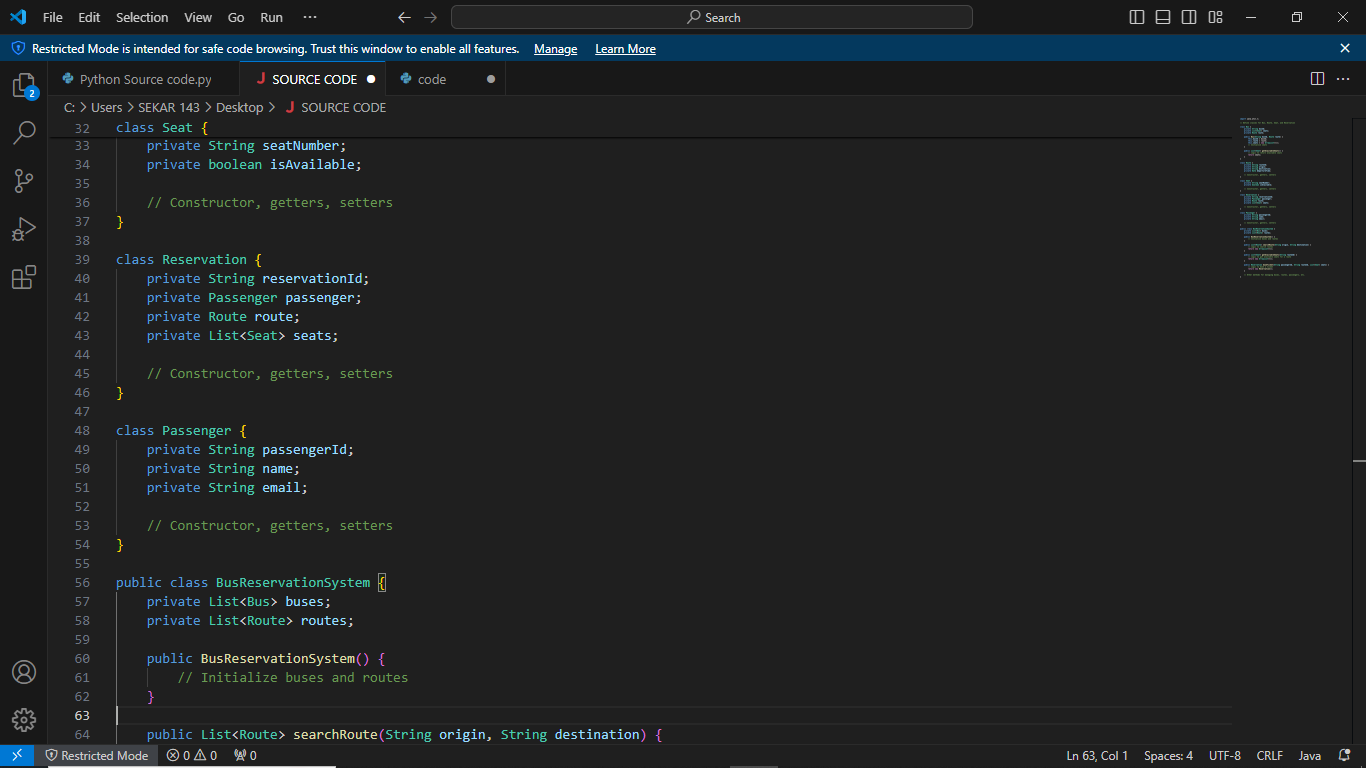 File Edit Selection View Go Run ··· Search
Restricted Mode is intended for safe code browsing. Trust this window to enable all features. Manage Learn More
Python Source code.py J SOURCE CODE code
C: > Users > SEKAR 143 > Desktop > J SOURCE CODE
32 class Seat {
33 private String seatNumber;
34 private boolean isAvailable;
35
36 // Constructor, getters, setters
37 }
38
39 class Reservation {
40 private String reservationId;
41 private Passenger passenger;
42 private Route route;
43 private List<Seat> seats;
44
45 // Constructor, getters, setters
46 }
47
48 class Passenger {
49 private String passengerId;
50 private String name;
51 private String email;
52
53 // Constructor, getters, setters
54 }
55
56 public class BusReservationSystem {
57 private List<Bus> buses;
58 private List<Route> routes;
59
60 public BusReservationSystem() {
61 // Initialize buses and routes
62 }
63
64 public List<Route> searchRoute(String origin, String destination) {
2
Restricted Mode 0 0 0 Ln 63, Col 1 Spaces: 4 UTF-8 CRLF Java